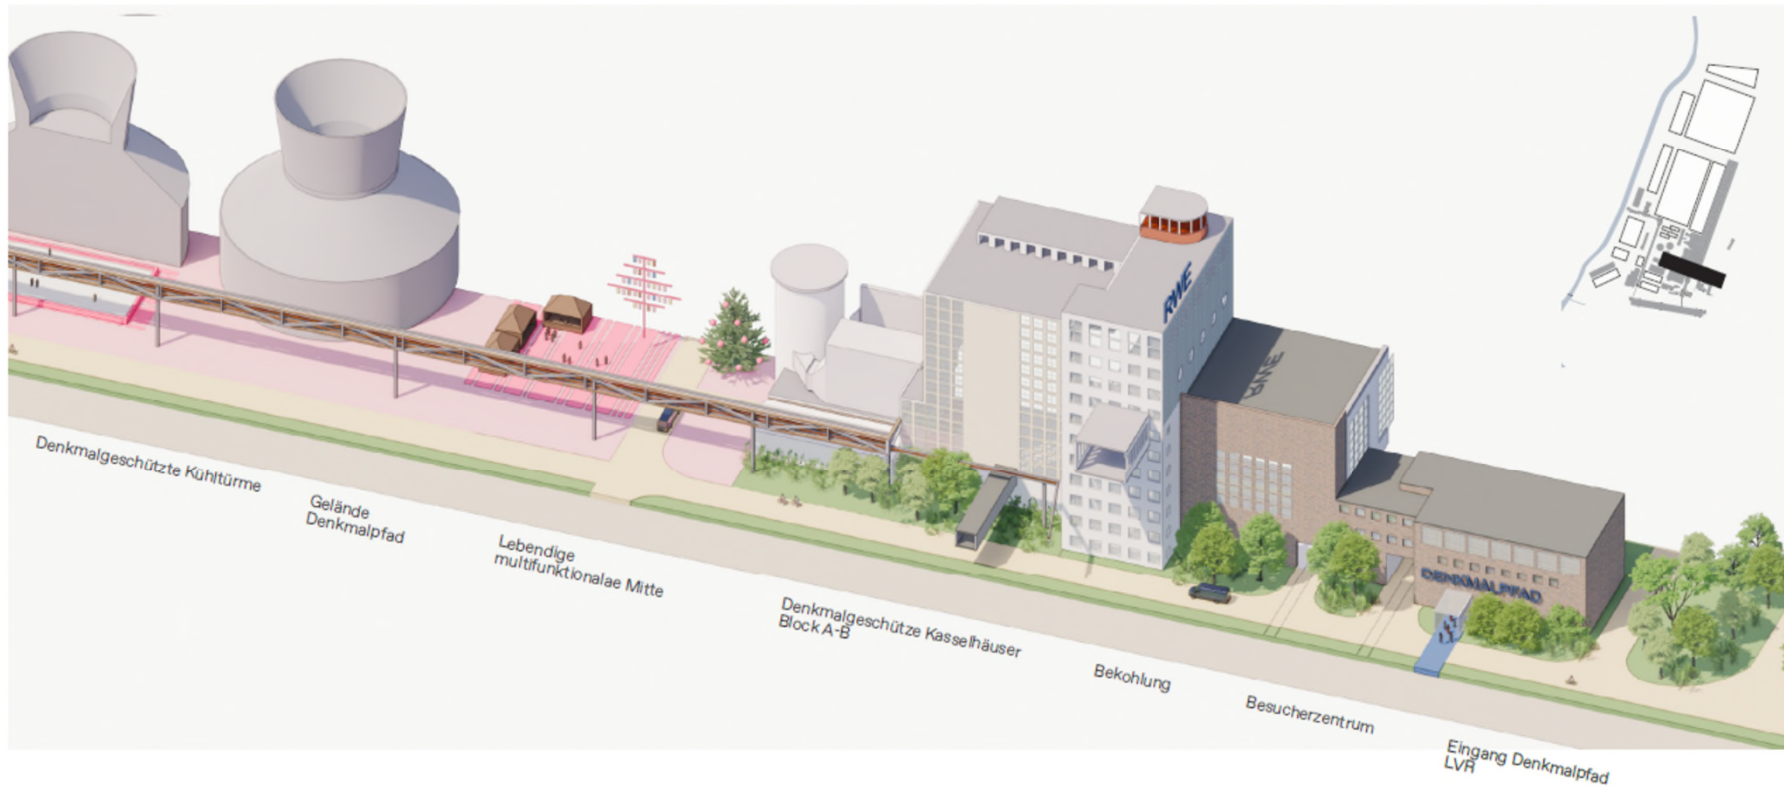 RWE
RWE
DENKMALPFAD
Denkmalgeschützte Kühltürme
Gelände
Denkmalpfad
Lebendige
multifunktionalae Mitte
Denkmalgeschütze Kasselhäuser
Block A-B
Bekohlung
Besucherzentrum
Eingang Denkmalpfad
LVR